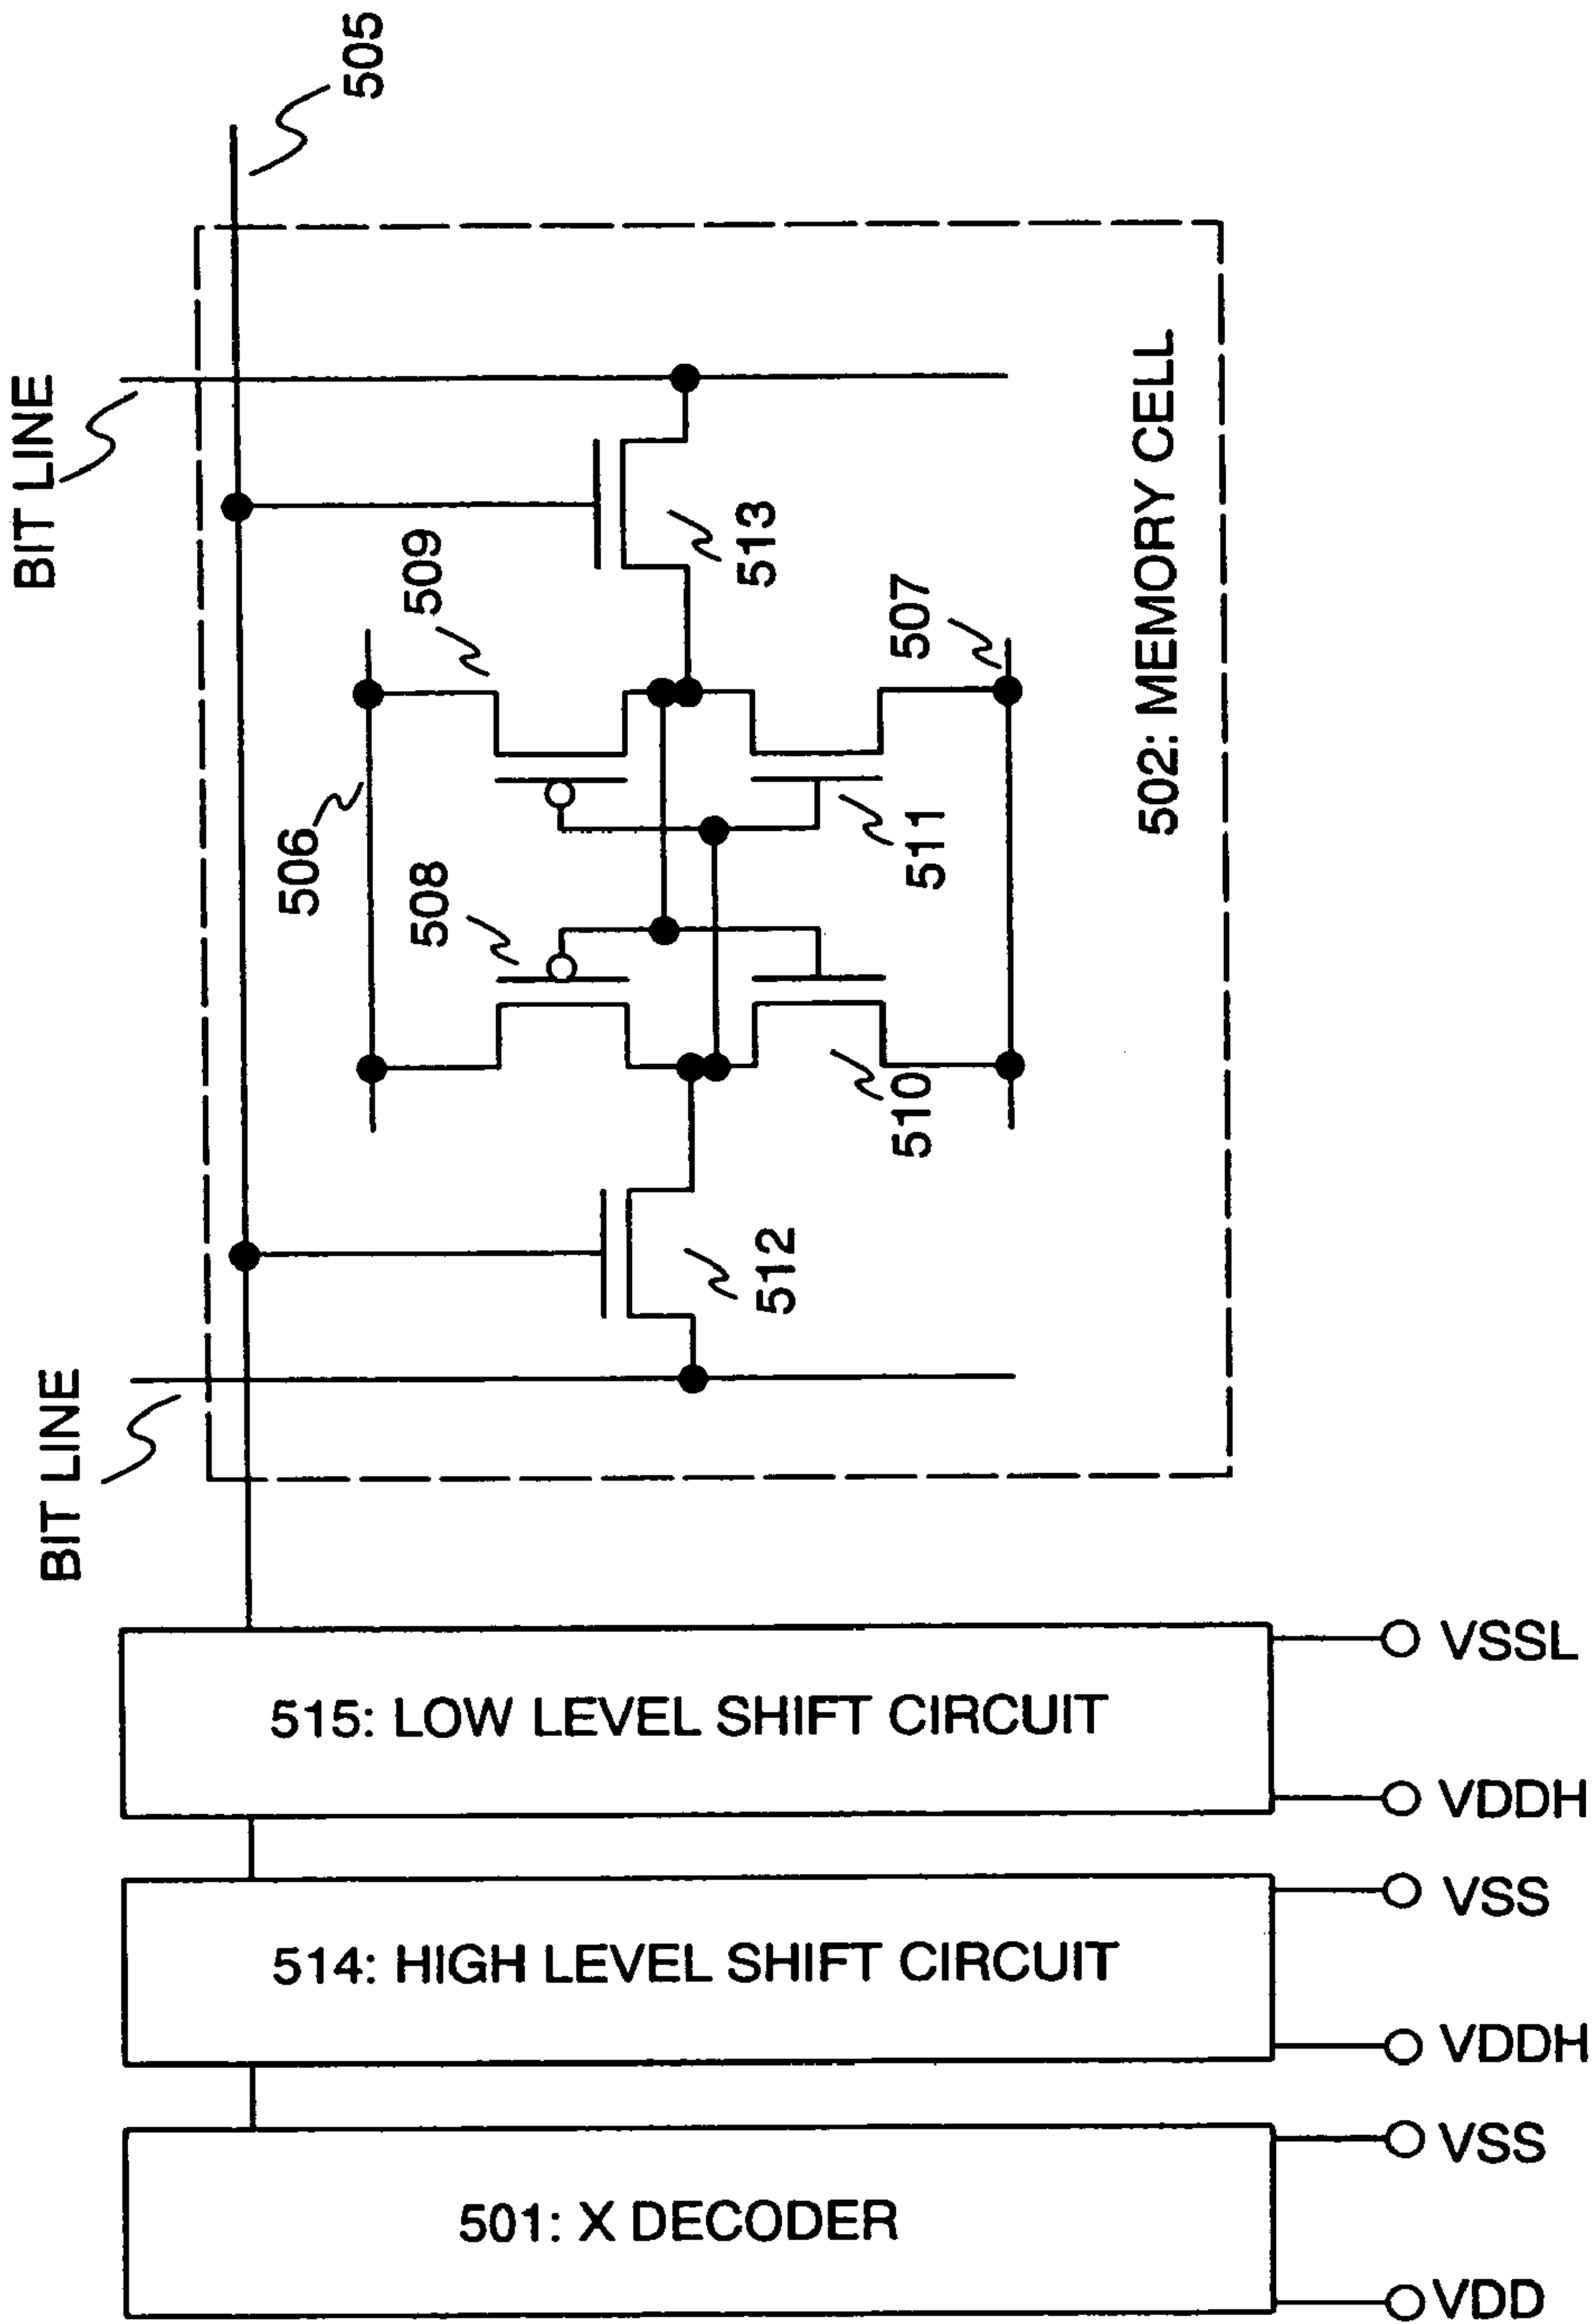 BIT LINE
BIT LINE
505
506
508
509
512
510
511
513
507
502: MEMORY CELL
501: X DECODER
514: HIGH LEVEL SHIFT CIRCUIT
515: LOW LEVEL SHIFT CIRCUIT
VDD
VSS
VDDH
VSS
VDDH
VSSL